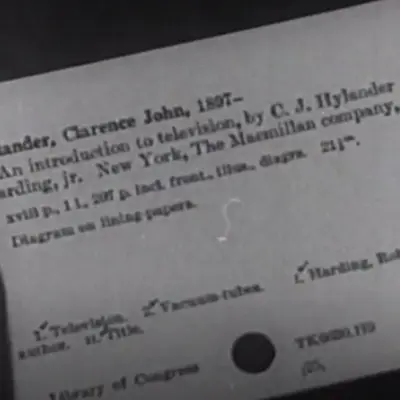 lander, Clarence John, 1897-
An introduction to television, by C. J. Hylander
arding, jr. New York, The Macmillan company,
xviii p., 1 l., 207 p. incl. front., illus., diagrs. 21½ᶜᵐ.
Diagram on lining-papers.
1. Television. 2. Vacuum-tubes. I. Harding, Rob
author. II. Title.
Library of Congress
TK6630.H9